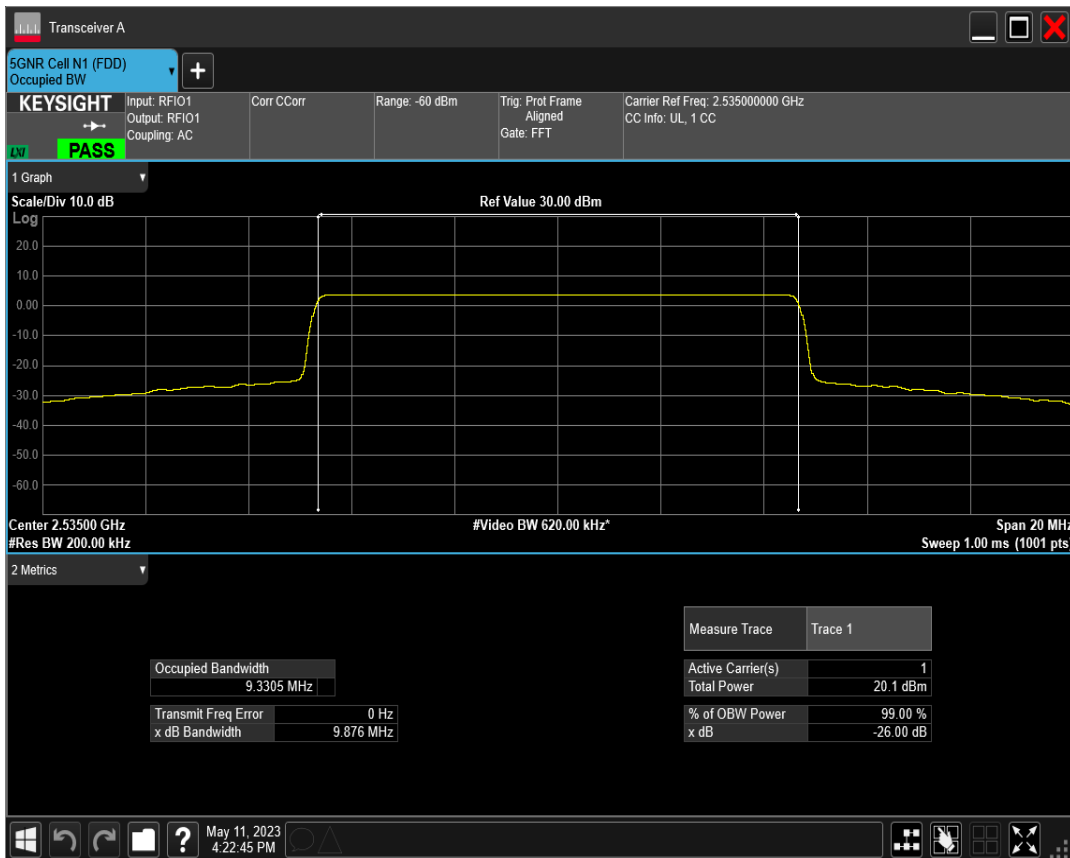 Transceiver A
5GNR Cell N1 (FDD)
Occupied BW
+
KEYSIGHT
LXI
PASS
Input: RFIO1
Output: RFIO1
Coupling: AC
Corr CCorr
Range: -60 dBm
Trig: Prot Frame
Aligned
Gate: FFT
Carrier Ref Freq: 2.535000000 GHz
CC Info: UL, 1 CC
1 Graph
Scale/Div 10.0 dB
Ref Value 30.00 dBm
Log
20.0
10.0
0.00
-10.0
-20.0
-30.0
-40.0
-50.0
-60.0
Center 2.53500 GHz
#Video BW 620.00 kHz*
Span 20 MHz
#Res BW 200.00 kHz
Sweep 1.00 ms (1001 pts)
2 Metrics
Measure Trace Trace 1
Occupied Bandwidth
9.3305 MHz
Active Carrier(s) 1
Total Power 20.1 dBm
Transmit Freq Error 0 Hz
x dB Bandwidth 9.876 MHz
% of OBW Power 99.00 %
x dB -26.00 dB
?
May 11, 2023
4:22:45 PM